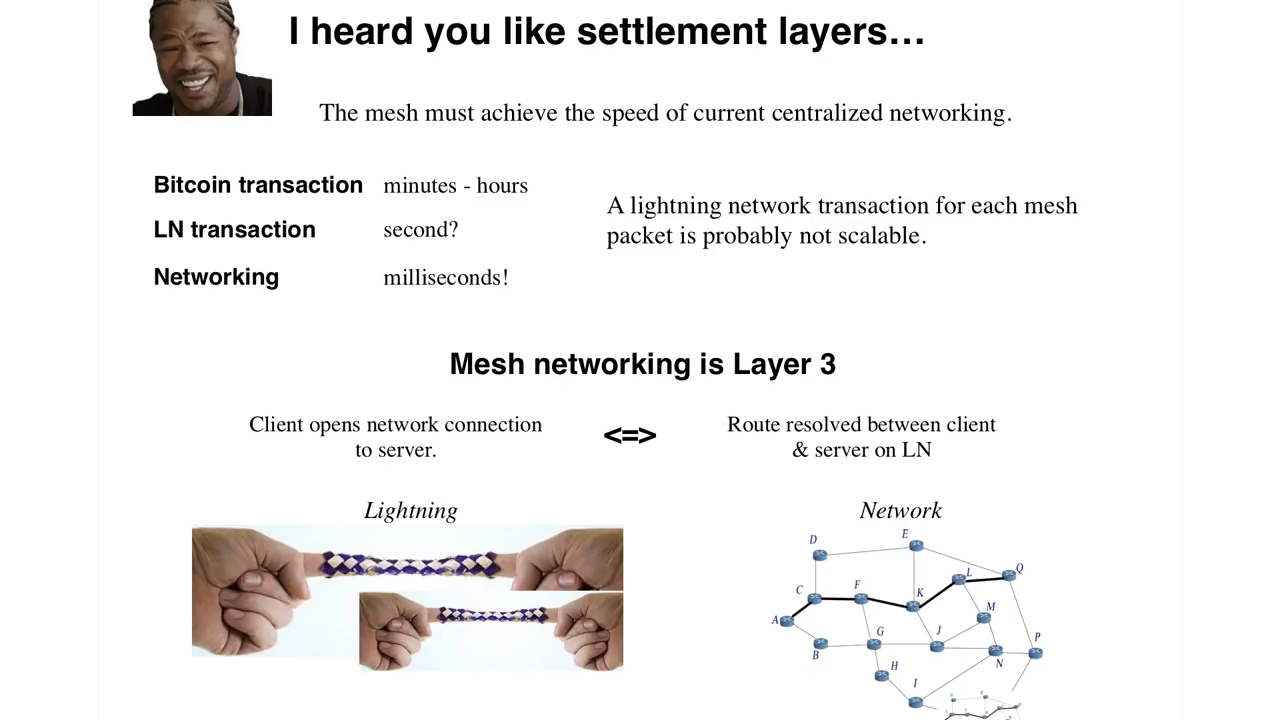 I heard you like settlement layers…
The mesh must achieve the speed of current centralized networking.
Bitcoin transaction minutes - hours
LN transaction second?
Networking milliseconds!
A lightning network transaction for each mesh
packet is probably not scalable.
Mesh networking is Layer 3
Client opens network connection
to server.
<=>
Route resolved between client
& server on LN
Lightning
Network
D
E
C
F
K
L
Q
A
B
G
J
M
P
H
N
I